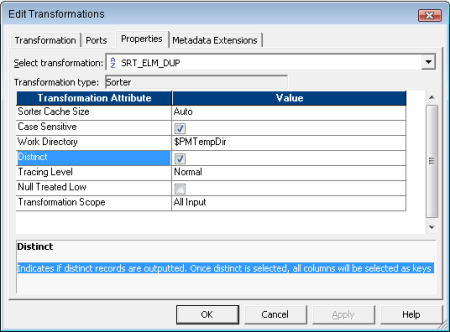 Edit Transformations
Transformation Ports Properties Metadata Extensions
Select transformation: SRT_ELM_DUP
Transformation type: Sorter
Transformation Attribute Value
Sorter Cache Size Auto
Case Sensitive
Work Directory $PMTempDir
Distinct
Tracing Level Normal
Null Treated Low
Transformation Scope All Input
Distinct
Indicates if distinct records are outputted. Once distinct is selected, all columns will be selected as keys
OK Cancel Apply Help